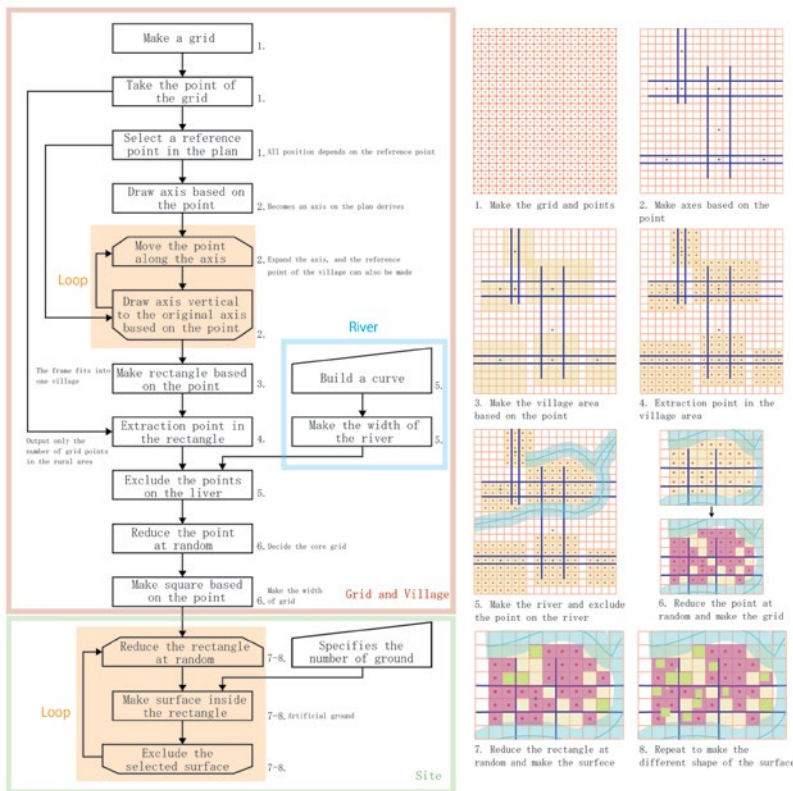 Make a grid
1.
Take the point of
the grid
1.
Select a reference
point in the plan
1. All position depends on the reference point
Draw axis based on
the point
2. Becomes an axis on the plan derives
Loop
Move the point
along the axis
2. Expand the axis, and the reference
point of the village can also be made
Draw axis vertical
to the original axis
based on the point
2.
The frame fits into
one village
Make rectangle based
on the point
3.
River
Build a curve
5.
Make the width of
the river
5.
Output only the
number of grid points
in the rural area
Extraction point in
the rectangle
4.
Exclude the points
on the liver
5.
Reduce the point
at random
6. Decide the core grid
Make square based
on the point
6. Make the width
of grid
Grid and Village
Reduce the rectangle
at random
7-8.
Specifies the
number of ground
Loop
Make surface inside
the rectangle
7-8. Artificial ground
Exclude the
selected surface
7-8.
Site
1. Make the grid and points
2. Make axes based on the
point
3. Make the village area
based on the point
4. Extraction point in the
village area
5. Make the river and exclude
the point on the river
6. Reduce the point at
random and make the grid
7. Reduce the rectangle at
random and make the surfece
8. Repeat to make the
different shape of the surface